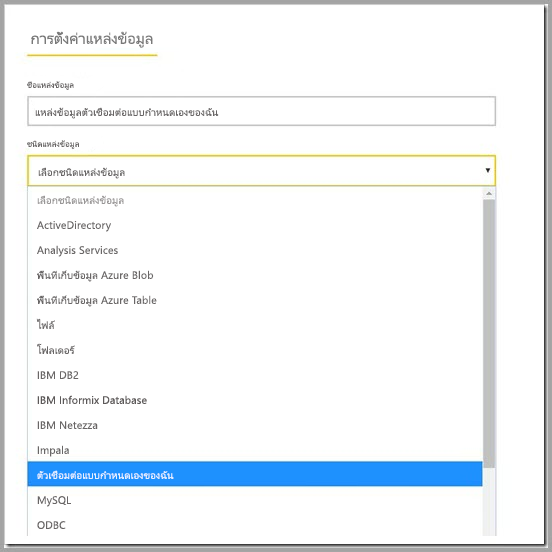 การตั้งค่าแหล่งข้อมูล
ชื่อแหล่งข้อมูล
แหล่งข้อมูลตัวเชื่อมต่อแบบกำหนดเองของฉัน
ชนิดแหล่งข้อมูล
เลือกชนิดแหล่งข้อมูล
เลือกชนิดแหล่งข้อมูล
ActiveDirectory
Analysis Services
พื้นที่เก็บข้อมูล Azure Blob
พื้นที่เก็บข้อมูล Azure Table
ไฟล์
โฟลเดอร์
IBM DB2
IBM Informix Database
IBM Netezza
Impala
ตัวเชื่อมต่อแบบกำหนดเองของฉัน
MySQL
ODBC